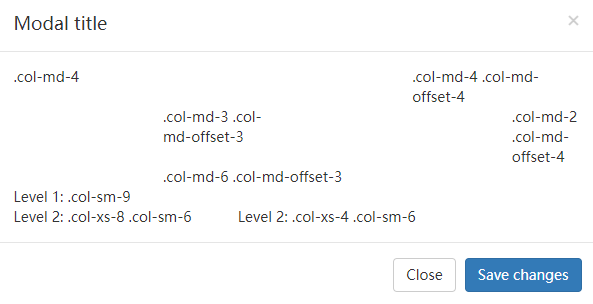 Modal title ×
.col-md-4 .col-md-4 .col-md-
offset-4
.col-md-3 .col- .col-md-2
md-offset-3 .col-md-
offset-4
.col-md-6 .col-md-offset-3
Level 1: .col-sm-9
Level 2: .col-xs-8 .col-sm-6 Level 2: .col-xs-4 .col-sm-6
Close Save changes